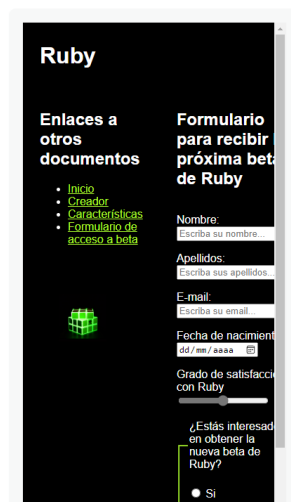 Ruby
Enlaces a
otros
documentos
Inicio
Creador
Características
Formulario de
acceso a beta
Formulario
para recibir
próxima beta
de Ruby
Nombre:
Escriba su nombre...
Apellidos:
Escriba sus apellidos...
E-mail:
Escriba su email...
Fecha de nacimient
dd/mm/aaaa
Grado de satisfacci
con Ruby
¿Estás interesad
en obtener la
nueva beta de
Ruby?
Si